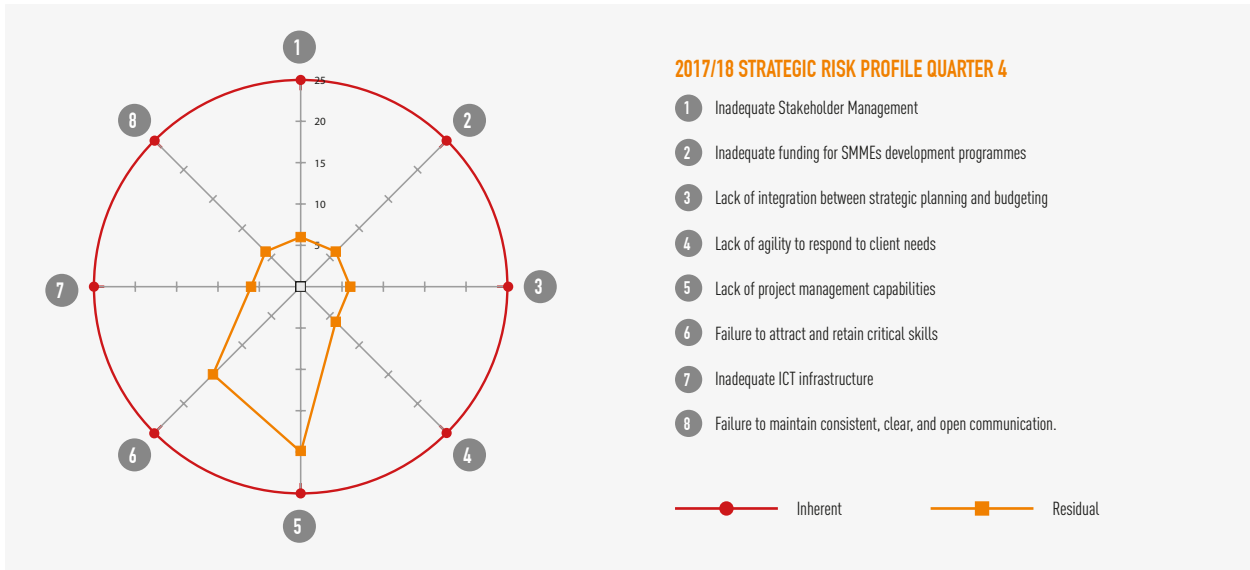 1
25
20
15
10
5
2
3
4
5
6
7
8
2017/18 STRATEGIC RISK PROFILE QUARTER 4
1 Inadequate Stakeholder Management
2 Inadequate funding for SMMEs development programmes
3 Lack of integration between strategic planning and budgeting
4 Lack of agility to respond to client needs
5 Lack of project management capabilities
6 Failure to attract and retain critical skills
7 Inadequate ICT infrastructure
8 Failure to maintain consistent, clear, and open communication.
Inherent
Residual